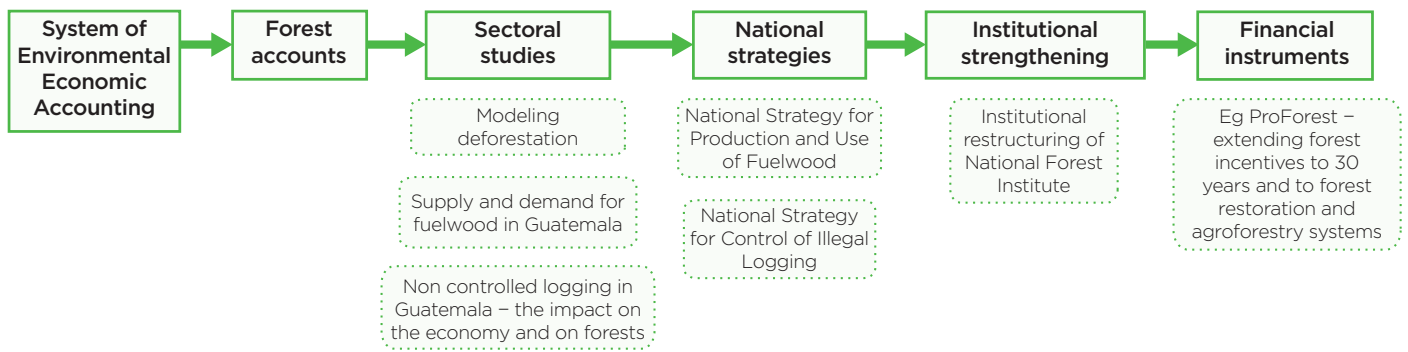 System of
Environmental
Economic
Accounting
Forest
accounts
Sectoral
studies
National
strategies
Institutional
strengthening
Financial
instruments
Modeling
deforestation
Supply and demand for
fuelwood in Guatemala
Non controlled logging in
Guatemala – the impact on
the economy and on forests
National Strategy for
Production and Use
of Fuelwood
National Strategy
for Control of Illegal
Logging
Institutional
restructuring of
National Forest
Institute
Eg ProForest –
extending forest
incentives to 30
years and to forest
restoration and
agroforestry systems